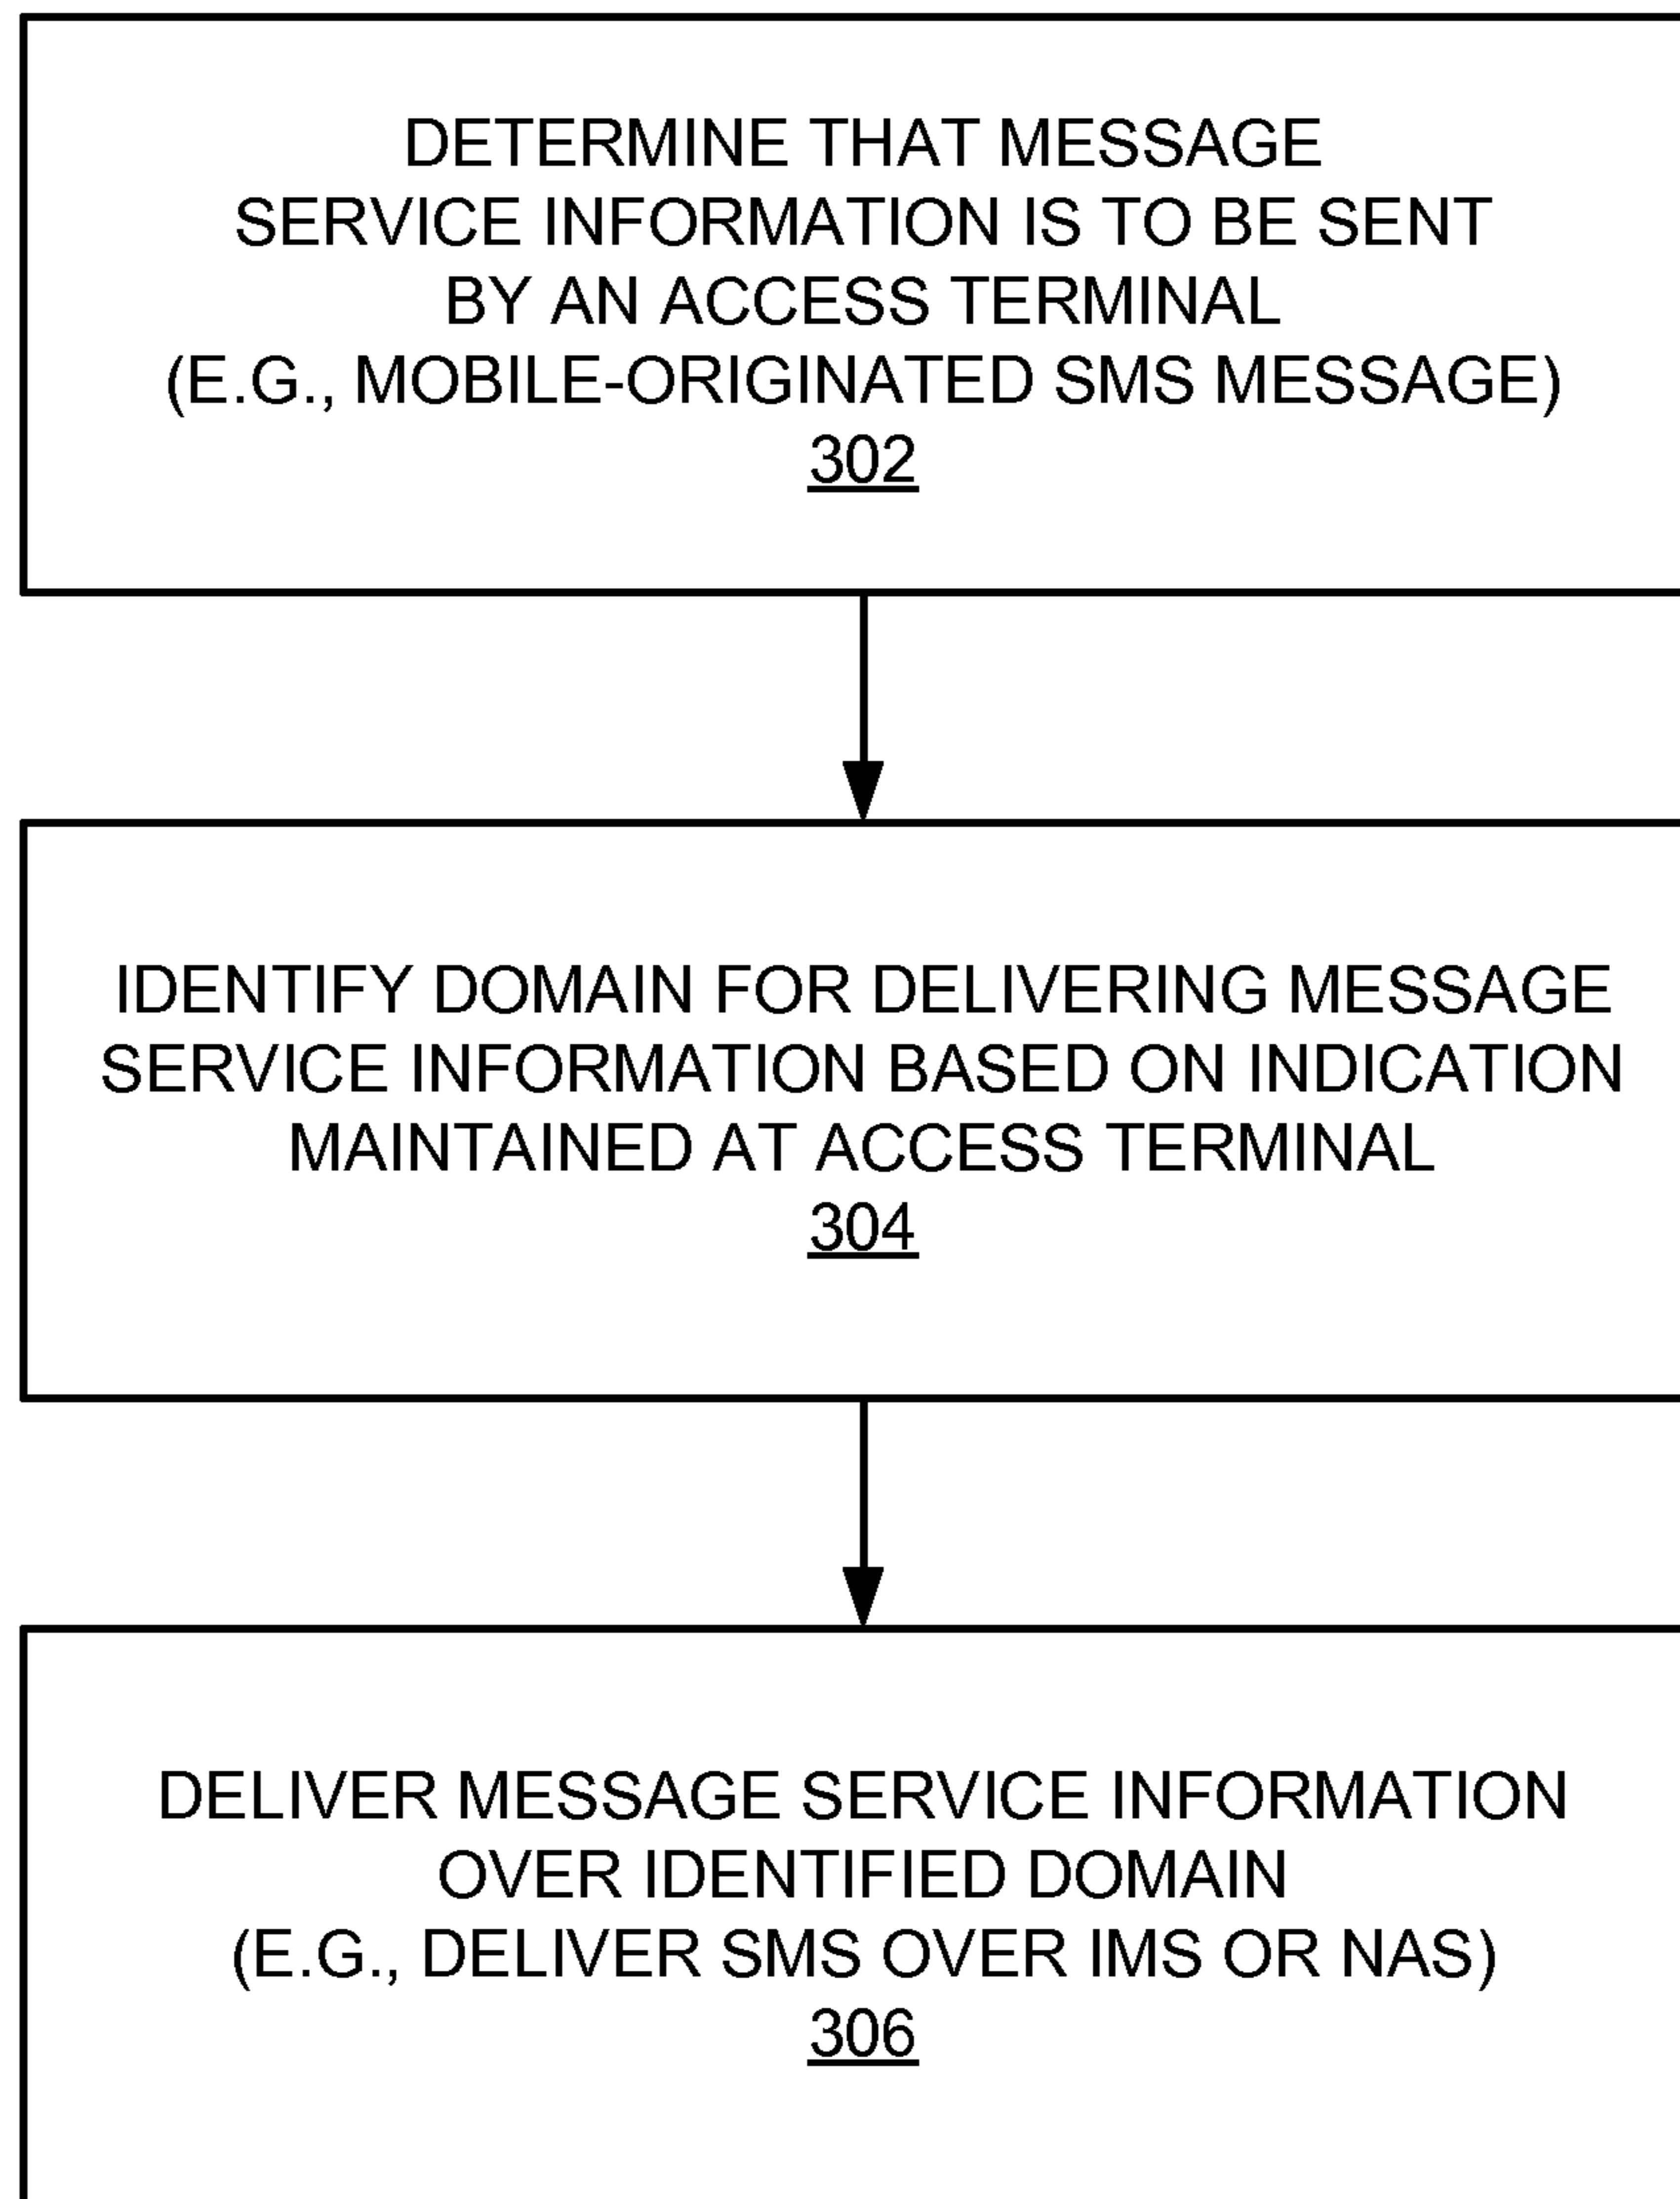 DETERMINE THAT MESSAGE
SERVICE INFORMATION IS TO BE SENT
BY AN ACCESS TERMINAL
(E.G., MOBILE-ORIGINATED SMS MESSAGE)
302
IDENTIFY DOMAIN FOR DELIVERING MESSAGE
SERVICE INFORMATION BASED ON INDICATION
MAINTAINED AT ACCESS TERMINAL
304
DELIVER MESSAGE SERVICE INFORMATION
OVER IDENTIFIED DOMAIN
(E.G., DELIVER SMS OVER IMS OR NAS)
306